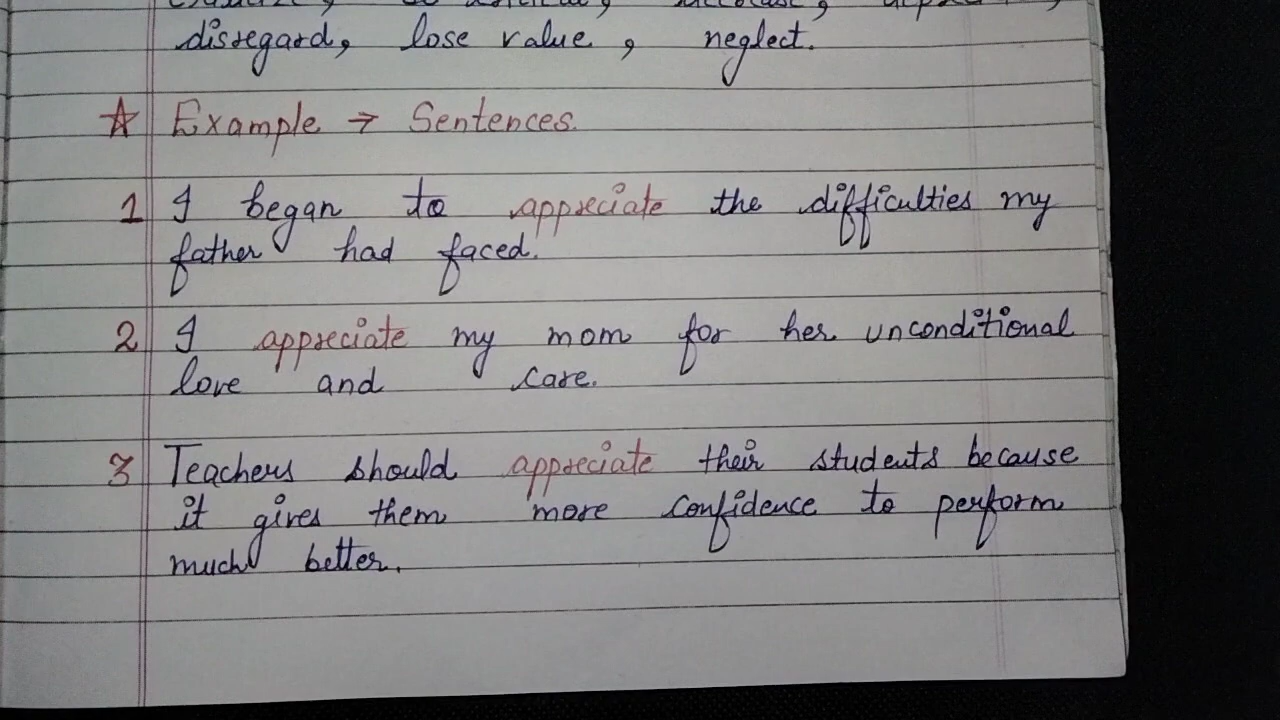 disregard, lose value, neglect.
☆ Example → Sentences.
1 I began to appreciate the difficulties my
father had faced.
2 I appreciate my mom for her unconditional
love and care.
3 Teachers should appreciate their students because
it gives them more confidence to perform
much better.